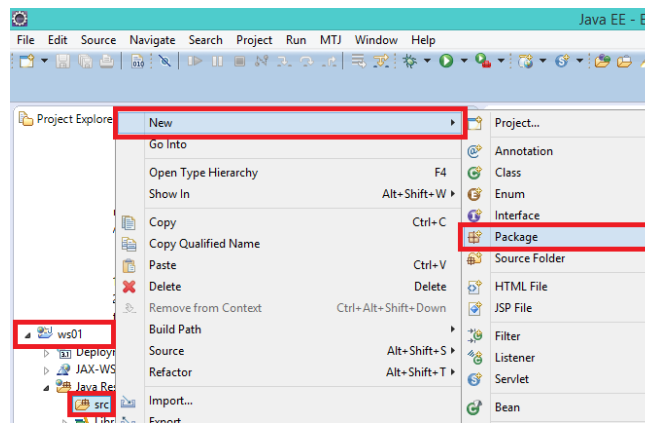 Java EE - E
File Edit Source Navigate Search Project Run MTJ Window Help
Project Explore
New
Go Into
Open Type Hierarchy F4
Show In Alt+Shift+W
Copy Ctrl+C
Copy Qualified Name
Paste Ctrl+V
Delete Delete
Remove from Context Ctrl+Alt+Shift+Down
Build Path
Source Alt+Shift+S
Refactor Alt+Shift+T
Import...
Export
Project...
Annotation
Class
Enum
Interface
Package
Source Folder
HTML File
JSP File
Filter
Listener
Servlet
Bean
ws01
Deployr
JAX-WS
Java Re
src
Libr